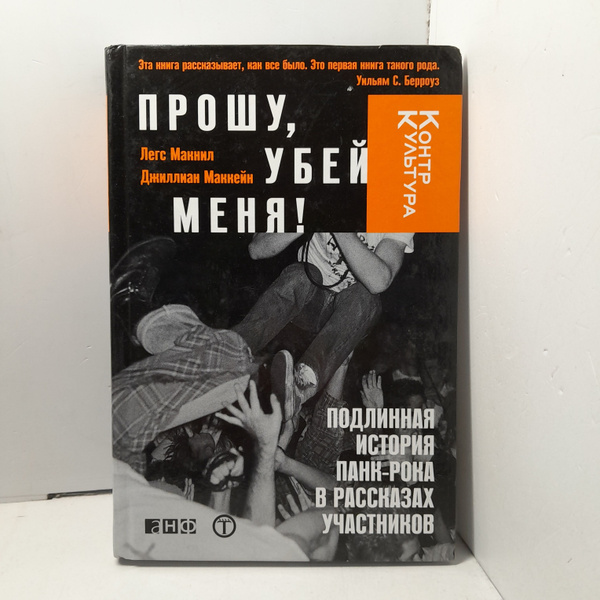 Эта книга рассказывает, как все было. Это первая книга такого рода.
Уильям С. Берроуз
ПРОШУ,
Легс Макнил
Джиллиан Маккейн
УБЕЙ
МЕНЯ!
КОНТР
КУЛЬТУРА
ПОДЛИННАЯ
ИСТОРИЯ
ПАНК-РОКА
В РАССКАЗАХ
УЧАСТНИКОВ
АНФ
Т